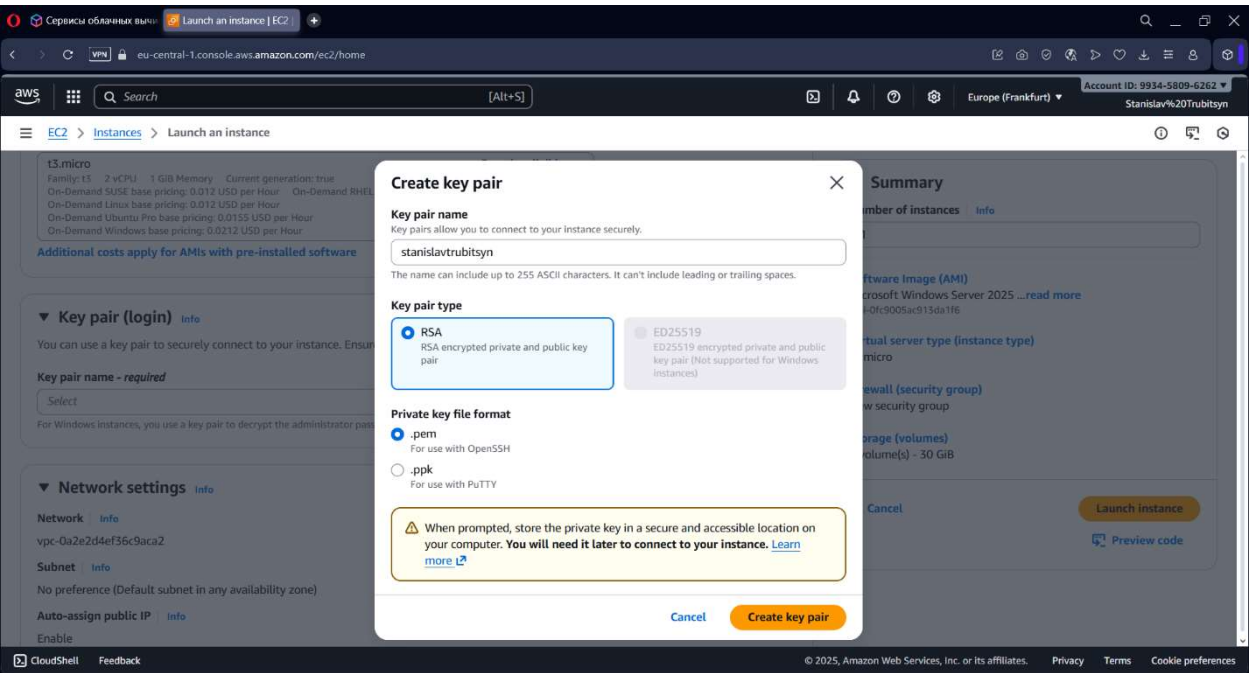 Сервисы облачных вычи
Launch an instance | EC2 |
VPN
eu-central-1.console.aws.amazon.com/ec2/home
aws
Search
[Alt+S]
Europe (Frankfurt)
Account ID: 9934-5809-6262
Stanislav%20Trubitsyn
EC2 > Instances > Launch an instance
t3.micro
Family: t3 2 vCPU 1 GiB Memory Current generation: true
On-Demand SUSE base pricing: 0.012 USD per Hour On-Demand RHEL
On-Demand Linux base pricing: 0.012 USD per Hour
On-Demand Ubuntu Pro base pricing: 0.0155 USD per Hour
On-Demand Windows base pricing: 0.0212 USD per Hour
Additional costs apply for AMIs with pre-installed software
Key pair (login) Info
You can use a key pair to securely connect to your instance. Ensur
Key pair name - required
Select
For Windows instances, you use a key pair to decrypt the administrator pas
Network settings Info
Network Info
vpc-0a2e2d4ef36c9aca2
Subnet Info
No preference (Default subnet in any availability zone)
Auto-assign public IP Info
Enable
Create key pair
Key pair name
Key pairs allow you to connect to your instance securely.
stanislavtrubitsyn
The name can include up to 255 ASCII characters. It can't include leading or trailing spaces.
Key pair type
RSA
RSA encrypted private and public key
pair
ED25519
ED25519 encrypted private and public
key pair (Not supported for Windows
instances)
Private key file format
.pem
For use with OpenSSH
.ppk
For use with PuTTY
When prompted, store the private key in a secure and accessible location on
your computer. You will need it later to connect to your instance. Learn
more
Cancel
Create key pair
Summary
mber of instances Info
1
ftware Image (AMI)
crosoft Windows Server 2025 ...read more
i-0fc9005ac913da1f6
rtual server type (instance type)
micro
ewall (security group)
w security group
orage (volumes)
volume(s) - 30 GiB
Cancel
Launch instance
Preview code
CloudShell
Feedback
© 2025, Amazon Web Services, Inc. or its affiliates.
Privacy
Terms
Cookie preferences